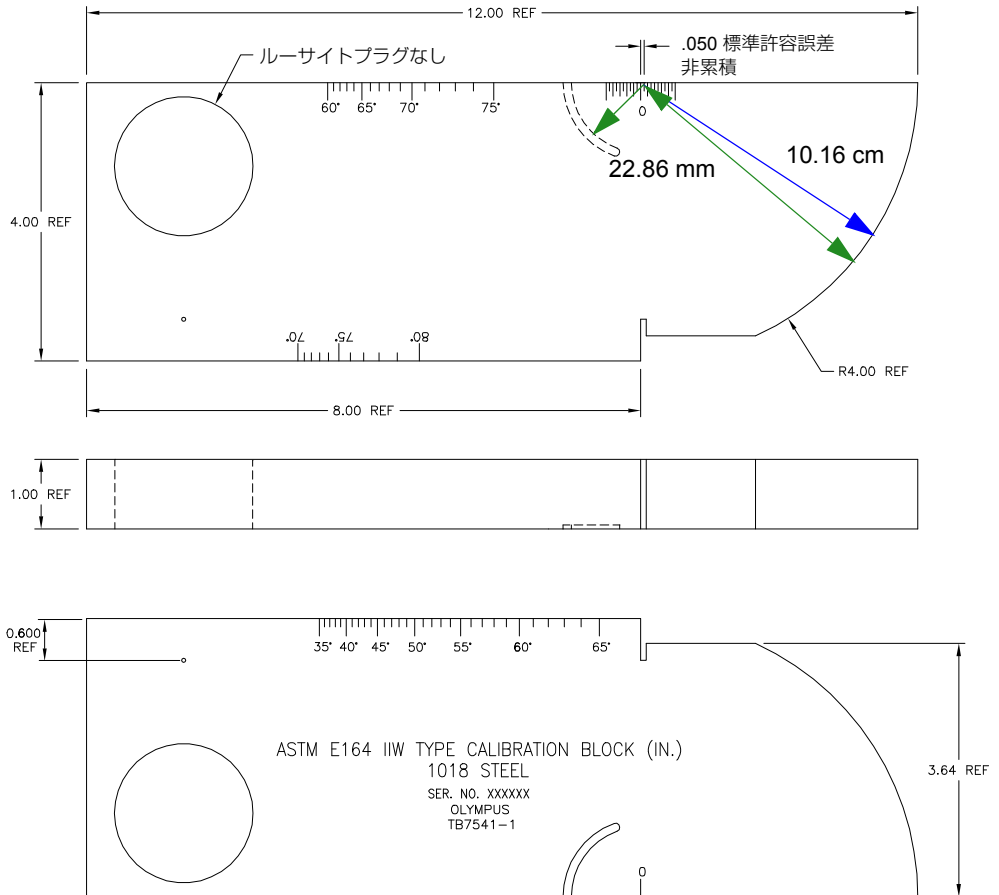 12.00 REF
ルーサイトプラグなし
.050 標準許容誤差
非累積
60° 65° 70° 75°
0
22.86 mm
10.16 cm
4.00 REF
70° 75° 80°
R4.00 REF
8.00 REF
1.00 REF
0.600
REF
35° 40° 45° 50° 55° 60° 65°
ASTM E164 IIW TYPE CALIBRATION BLOCK (IN.)
1018 STEEL
SER. NO. XXXXXX
OLYMPUS
TB7541-1
3.64 REF
0